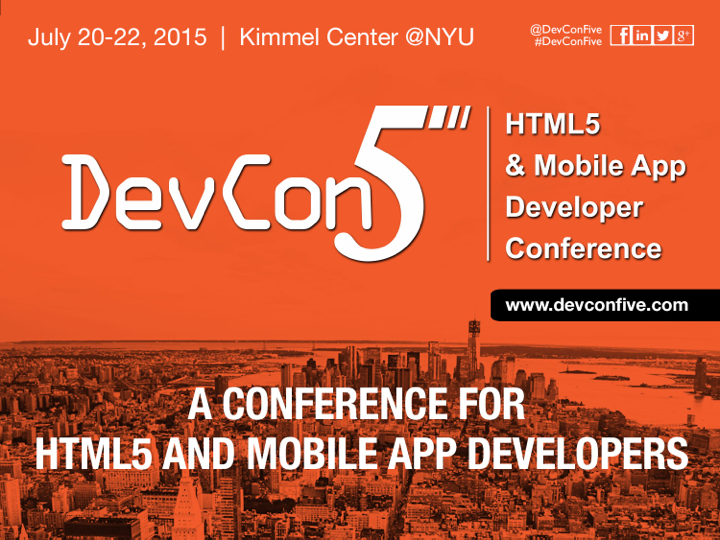 July 20-22, 2015 | Kimmel Center @NYU
@DevConFive
#DevConFive
f in g+
DevCon5
HTML5
& Mobile App
Developer
Conference
www.devconfive.com
A CONFERENCE FOR
HTML5 AND MOBILE APP DEVELOPERS